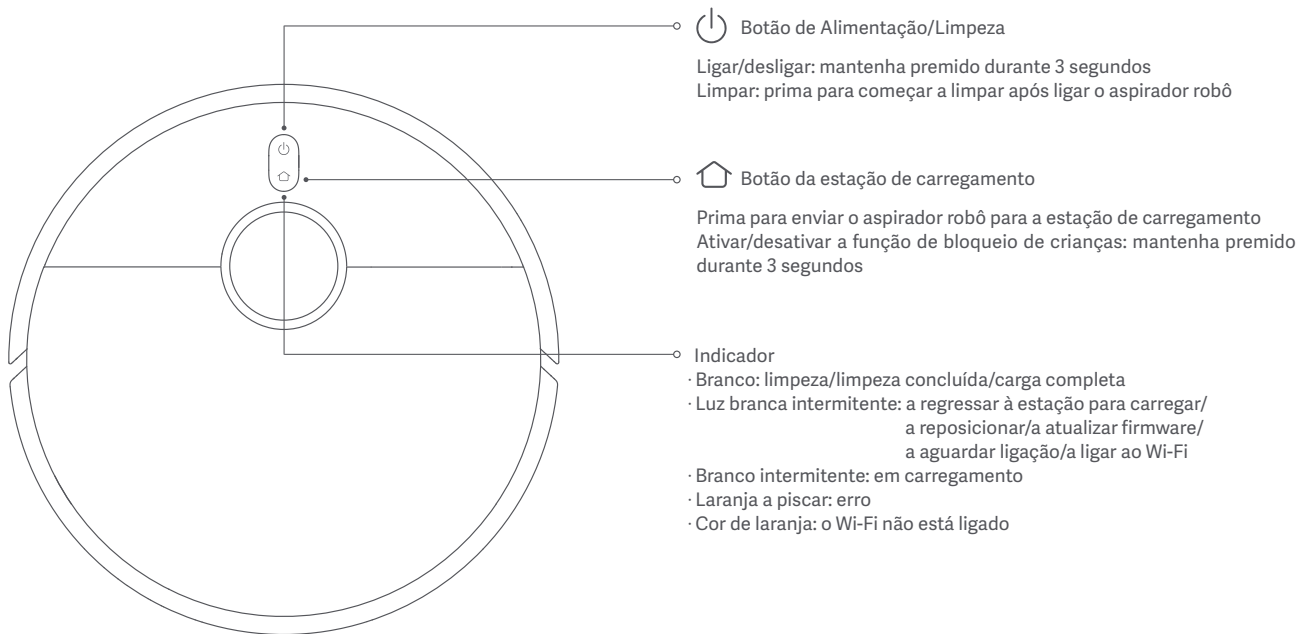 Botão de Alimentação/Limpeza
Ligar/desligar: mantenha premido durante 3 segundos
Limpar: prima para começar a limpar após ligar o aspirador robô
Botão da estação de carregamento
Prima para enviar o aspirador robô para a estação de carregamento
Ativar/desativar a função de bloqueio de crianças: mantenha premido
durante 3 segundos
Indicador
· Branco: limpeza/limpeza concluída/carga completa
· Luz branca intermitente: a regressar à estação para carregar/
a reposicionar/a atualizar firmware/
a aguardar ligação/a ligar ao Wi-Fi
· Branco intermitente: em carregamento
· Laranja a piscar: erro
· Cor de laranja: o Wi-Fi não está ligado